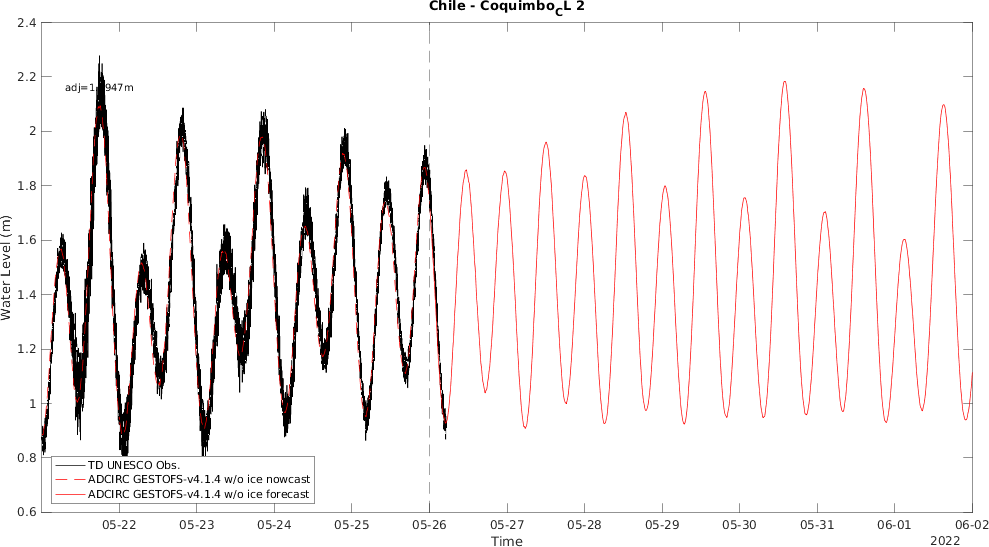 Chile - Coquimbo_CL 2
2.4
2.2
2
1.8
1.6
1.4
1.2
1
0.8
0.6
Water Level (m)
TD UNESCO Obs.
ADCIRC GESTOFS-v4.1.4 w/o ice nowcast
ADCIRC GESTOFS-v4.1.4 w/o ice forecast
05-22 05-23 05-24 05-25 05-26 05-27 05-28 05-29 05-30 05-31 06-01 06-02
Time
2022